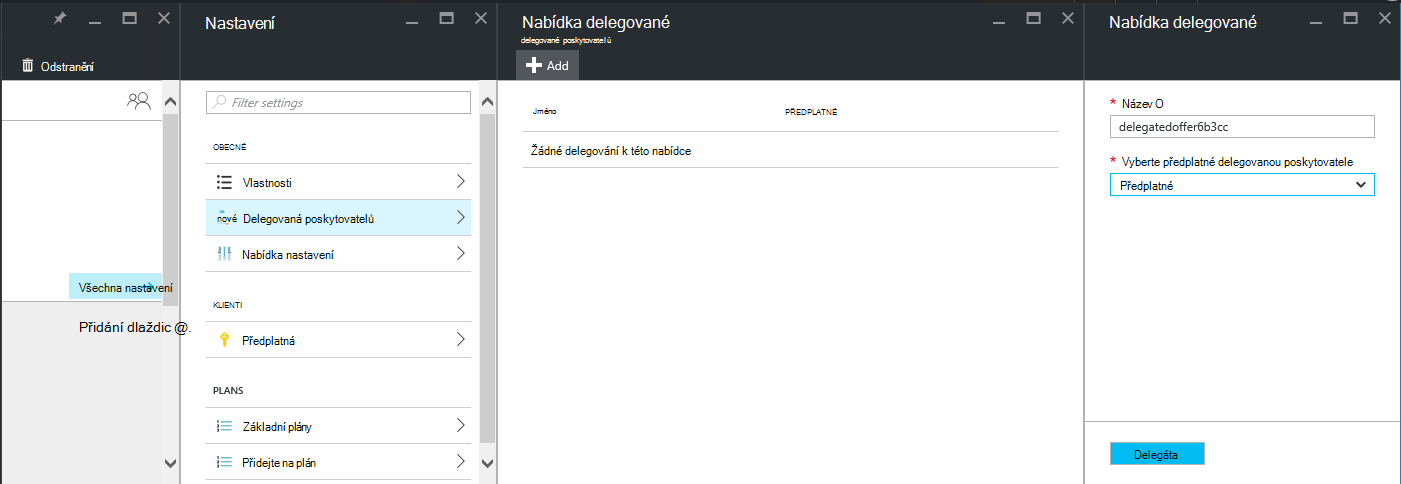 Odstranění
Všechna nastavení
Přidání dlaždic @.
Nastavení
Filter settings
OBECNÉ
Vlastnosti
nové Delegovaná poskytovatelů
Nabídka nastavení
KLIENTI
Předplatná
PLANS
Základní plány
Přidejte na plán
Nabídka delegované
delegované poskytovatelů
Add
Jméno PŘEDPLATNÉ
Žádné delegování k této nabídce
Nabídka delegované
* Název O
delegatedoffer6b3cc
* Vyberte předplatné delegovanou poskytovatele
Předplatné
Delegáta